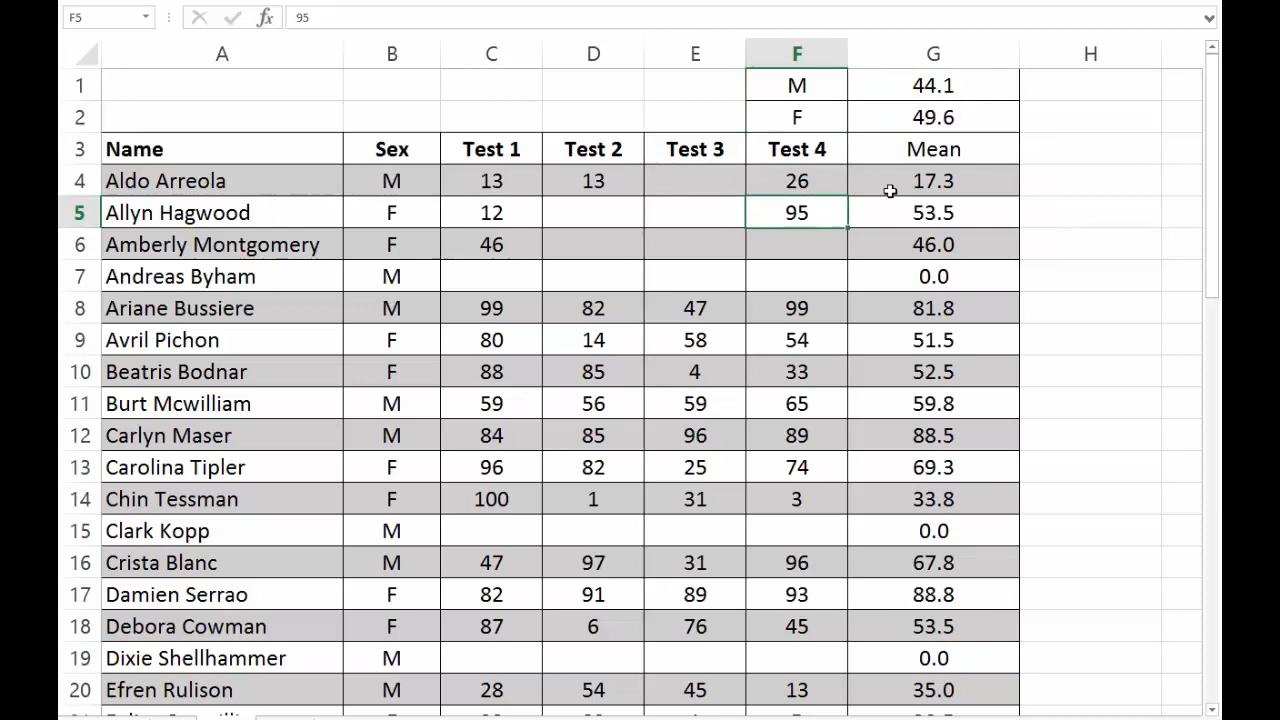 F5 fx 95
A B C D E F G H
1 M 44.1
2 F 49.6
3 Name Sex Test 1 Test 2 Test 3 Test 4 Mean
4 Aldo Arreola M 13 13 26 17.3
5 Allyn Hagwood F 12 95 53.5
6 Amberly Montgomery F 46 46.0
7 Andreas Byham M 0.0
8 Ariane Bussiere M 99 82 47 99 81.8
9 Avril Pichon F 80 14 58 54 51.5
10 Beatris Bodnar F 88 85 4 33 52.5
11 Burt Mcwilliam M 59 56 59 65 59.8
12 Carlyn Maser M 84 85 96 89 88.5
13 Carolina Tipler F 96 82 25 74 69.3
14 Chin Tessman F 100 1 31 3 33.8
15 Clark Kopp M 0.0
16 Crista Blanc M 47 97 31 96 67.8
17 Damien Serrao F 82 91 89 93 88.8
18 Debora Cowman F 87 6 76 45 53.5
19 Dixie Shellhammer M 0.0
20 Efren Rulison M 28 54 45 13 35.0